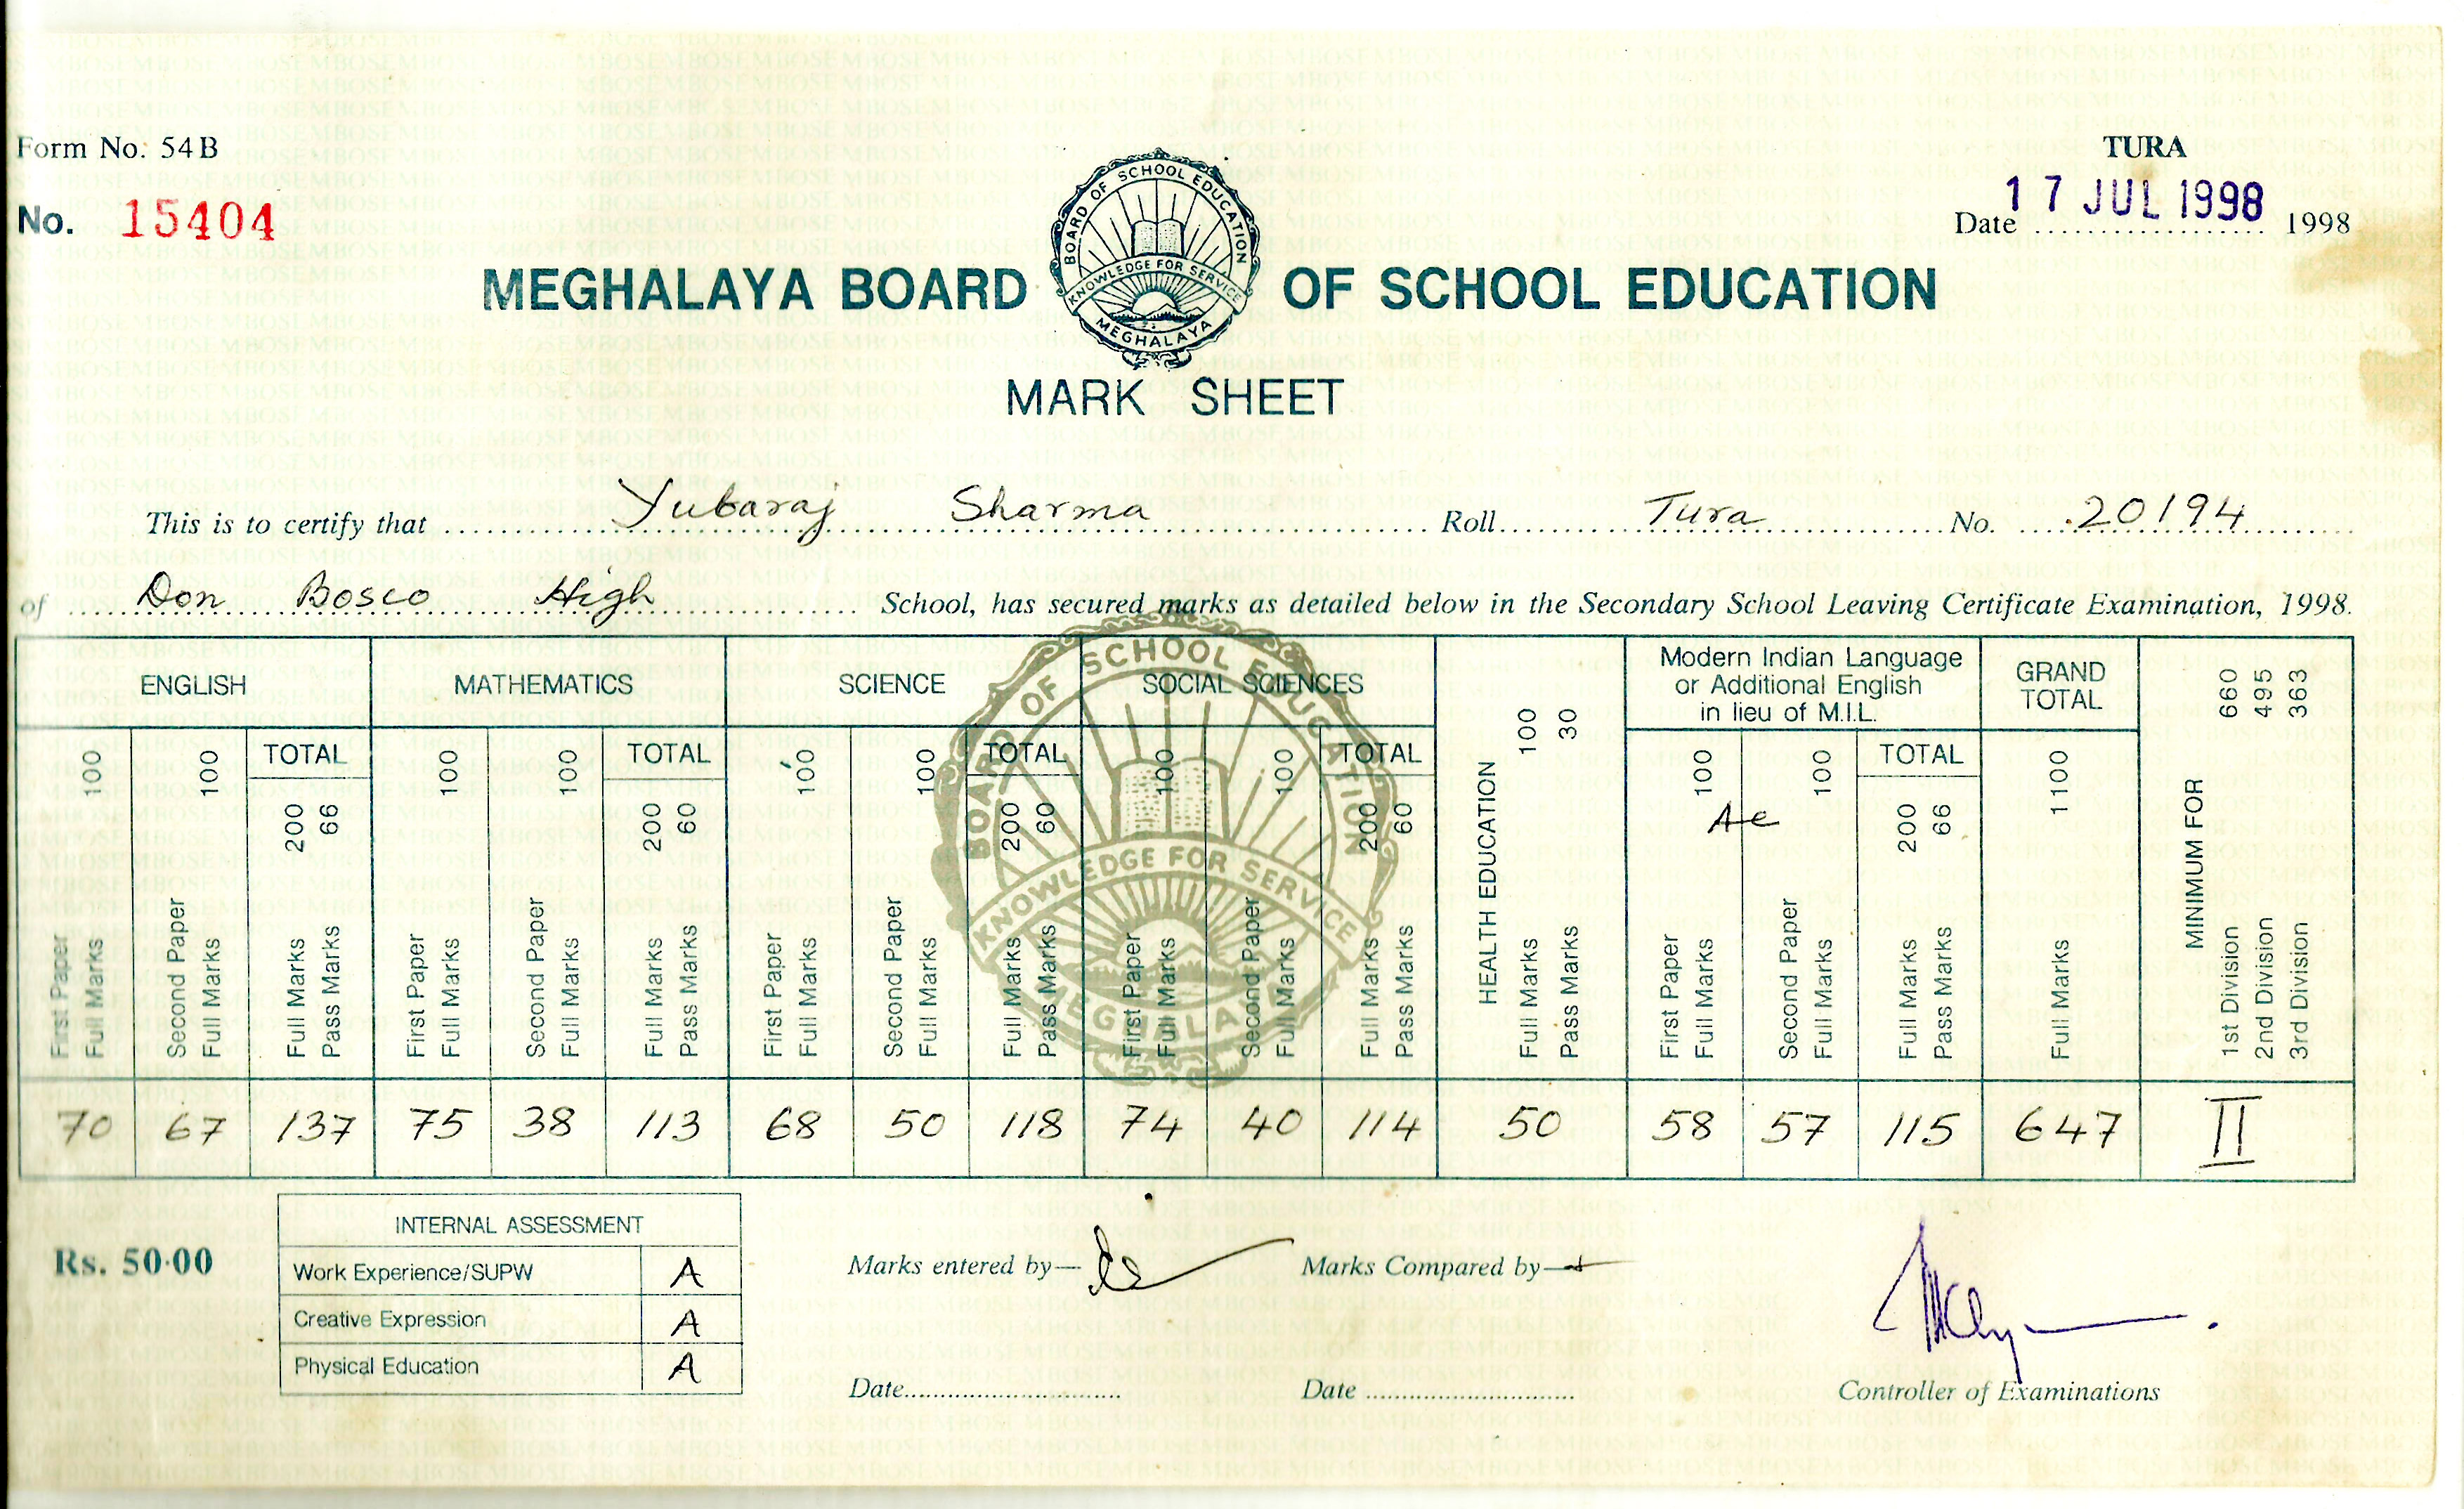 Form No. 54B
TURA
No. 15404
Date 17 JUL 1998 1998
BOARD OF SCHOOL EDUCATION
KNOWLEDGE FOR SERVICE
MEGHALAYA
MEGHALAYA BOARD OF SCHOOL EDUCATION
MARK SHEET
This is to certify that Yubaraj Sharma Roll Tura No. 20194
of Don Bosco High School, has secured marks as detailed below in the Secondary School Leaving Certificate Examination, 1998.
ENGLISH
First Paper
Full Marks 100
Second Paper
Full Marks 100
TOTAL
Full Marks 200
Pass Marks 66
MATHEMATICS
First Paper
Full Marks 100
Second Paper
Full Marks 100
TOTAL
Full Marks 200
Pass Marks 60
SCIENCE
First Paper
Full Marks 100
Second Paper
Full Marks 100
TOTAL
Full Marks 200
Pass Marks 60
SOCIAL SCIENCES
First Paper
Full Marks 100
Second Paper
Full Marks 100
TOTAL
Full Marks 200
Pass Marks 60
HEALTH EDUCATION
Full Marks 100
Pass Marks 30
Modern Indian Language
or Additional English
in lieu of M.I.L.
Ae
First Paper
Full Marks 100
Second Paper
Full Marks 100
TOTAL
Full Marks 200
Pass Marks 66
GRAND
TOTAL
Full Marks 1100
MINIMUM FOR
1st Division 660
2nd Division 495
3rd Division 363
70 67 137 75 38 113 68 50 118 74 40 114 50 58 57 115 647 II
BOARD OF SCHOOL EDUCATION
KNOWLEDGE FOR SERVICE
MEGHALAYA
Rs. 50·00
INTERNAL ASSESSMENT
Work Experience/SUPW A
Creative Expression A
Physical Education A
Marks entered by—
Marks Compared by—
Date
Date
Controller of Examinations